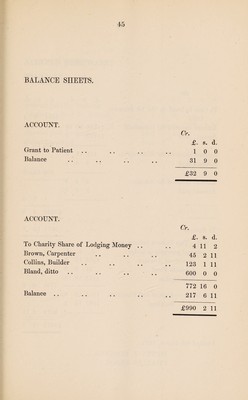 45
BALANCE SHEETS.
ACCOUNT.
Cr.
£. s. d.
Grant to Patient .. .. .. .. 1 0 0
Balance .. .. .. .. 31 9 0
£32 9 0
ACCOUNT.
Cr.
£. s. d.
To Charity Share of Lodging Money .. .. 4 11 2
Brown, Carpenter .. .. .. .. 45 2 11
Collins, Builder .. .. .. .. 123 1 11
Bland, ditto .. .. .. .. .. 600 0 0
772 16 0
Balance .. .. .. .. .. 217 6 11
£990 2 11